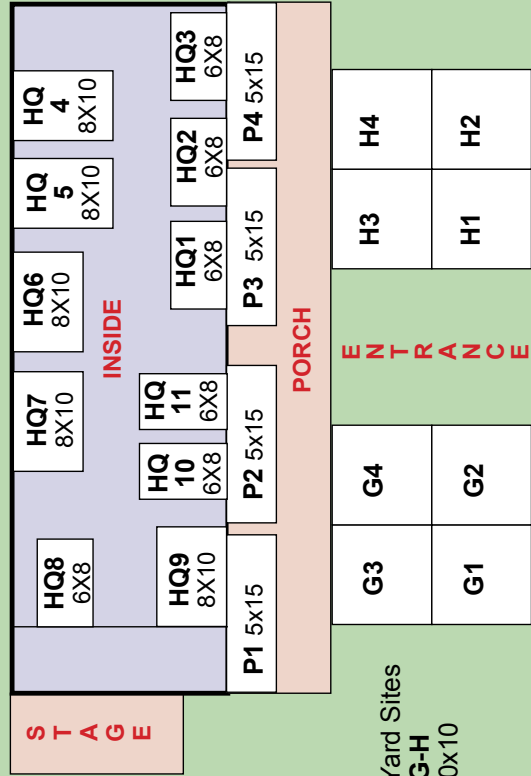 STAGE
HQ8
6X8
HQ7
8X10
HQ6
8X10
HQ
5
8X10
HQ
4
8X10
INSIDE
HQ9
8X10
HQ
10
6X8
HQ
11
6X8
HQ1
6X8
HQ2
6X8
HQ3
6X8
P1 5x15
P2 5x15
P3 5x15
P4 5x15
PORCH
ENTRANCE
G3
G4
H3
H4
G1
G2
H1
H2
Yard Sites
G-H
0x10